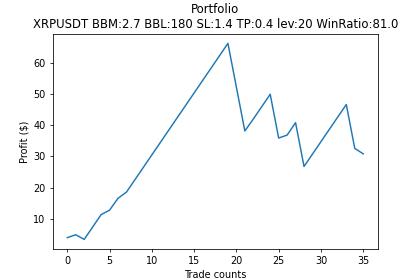 Portfolio
XRPUSDT BBM:2.7 BBL:180 SL:1.4 TP:0.4 lev:20 WinRatio:81.0
Profit ($)
60
50
40
30
20
10
0 5 10 15 20 25 30 35
Trade counts